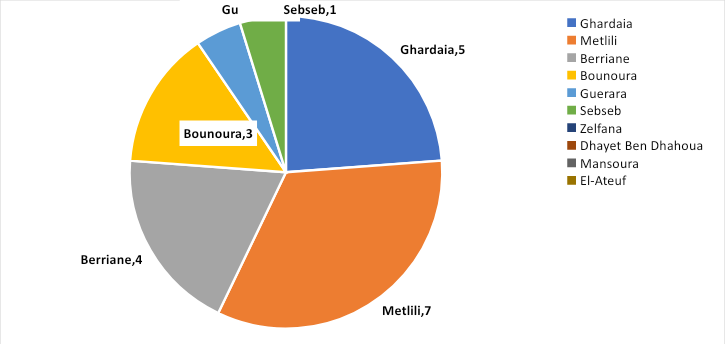 Gu
Sebseb,1
Ghardaia,5
Bounoura,3
Berriane,4
Metlili,7
Ghardaia
Metlili
Berriane
Bounoura
Guerara
Sebseb
Zelfana
Dhayet Ben Dhahoua
Mansoura
El-Ateuf